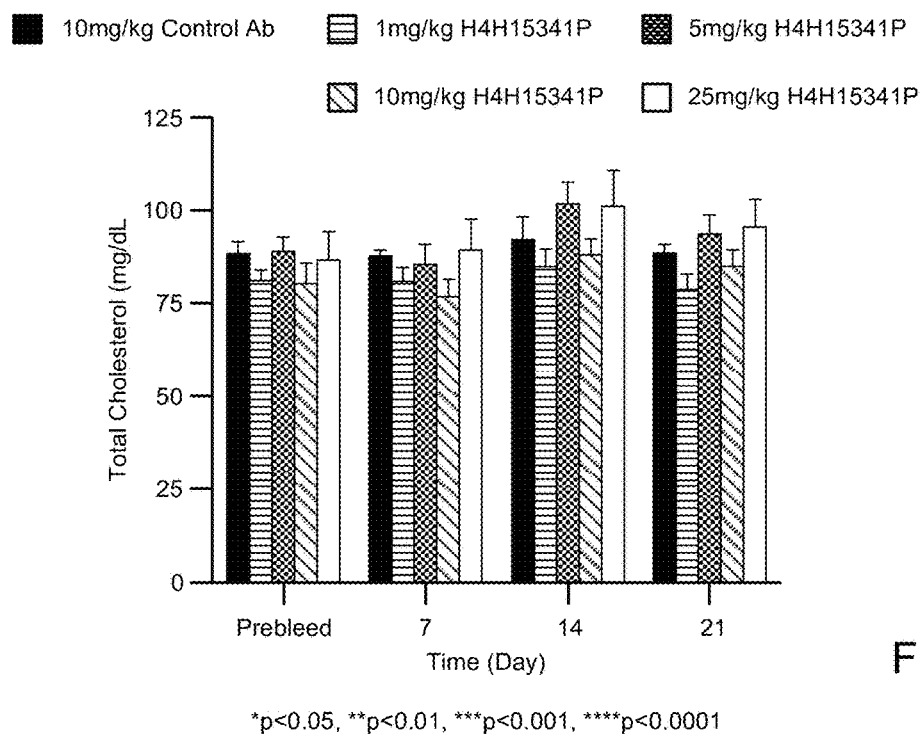 10mg/kg Control Ab 1mg/kg H4H15341P 5mg/kg H4H15341P
10mg/kg H4H15341P 25mg/kg H4H15341P
125
100
75
50
25
0
Total Cholesterol (mg/dL)
Prebleed 7 14 21
Time (Day)
F
*p<0.05, **p<0.01, ***p<0.001, ****p<0.0001